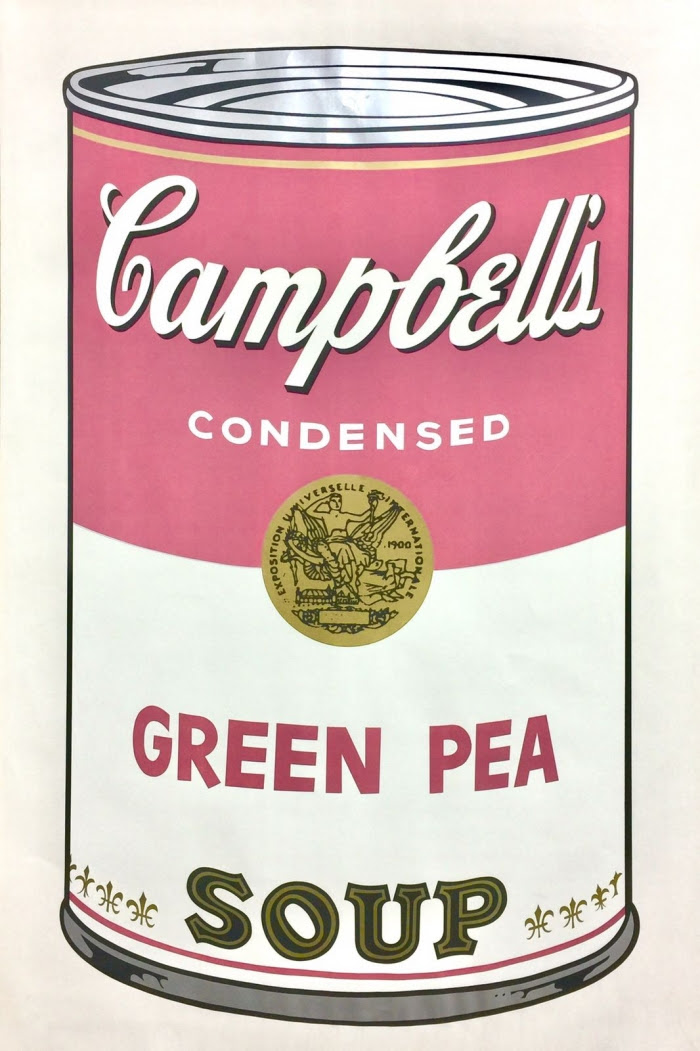 Campbell's
CONDENSED
EXPOSITION UNIVERSELLE INTERNATIONALE
1900
GREEN PEA
SOUP